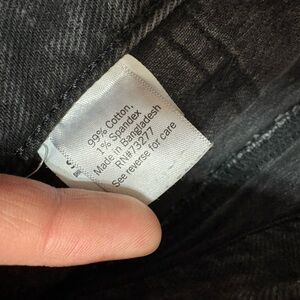 99% Cotton,
1% Spandex
Made in Bangladesh
RN#73277
See reverse for care